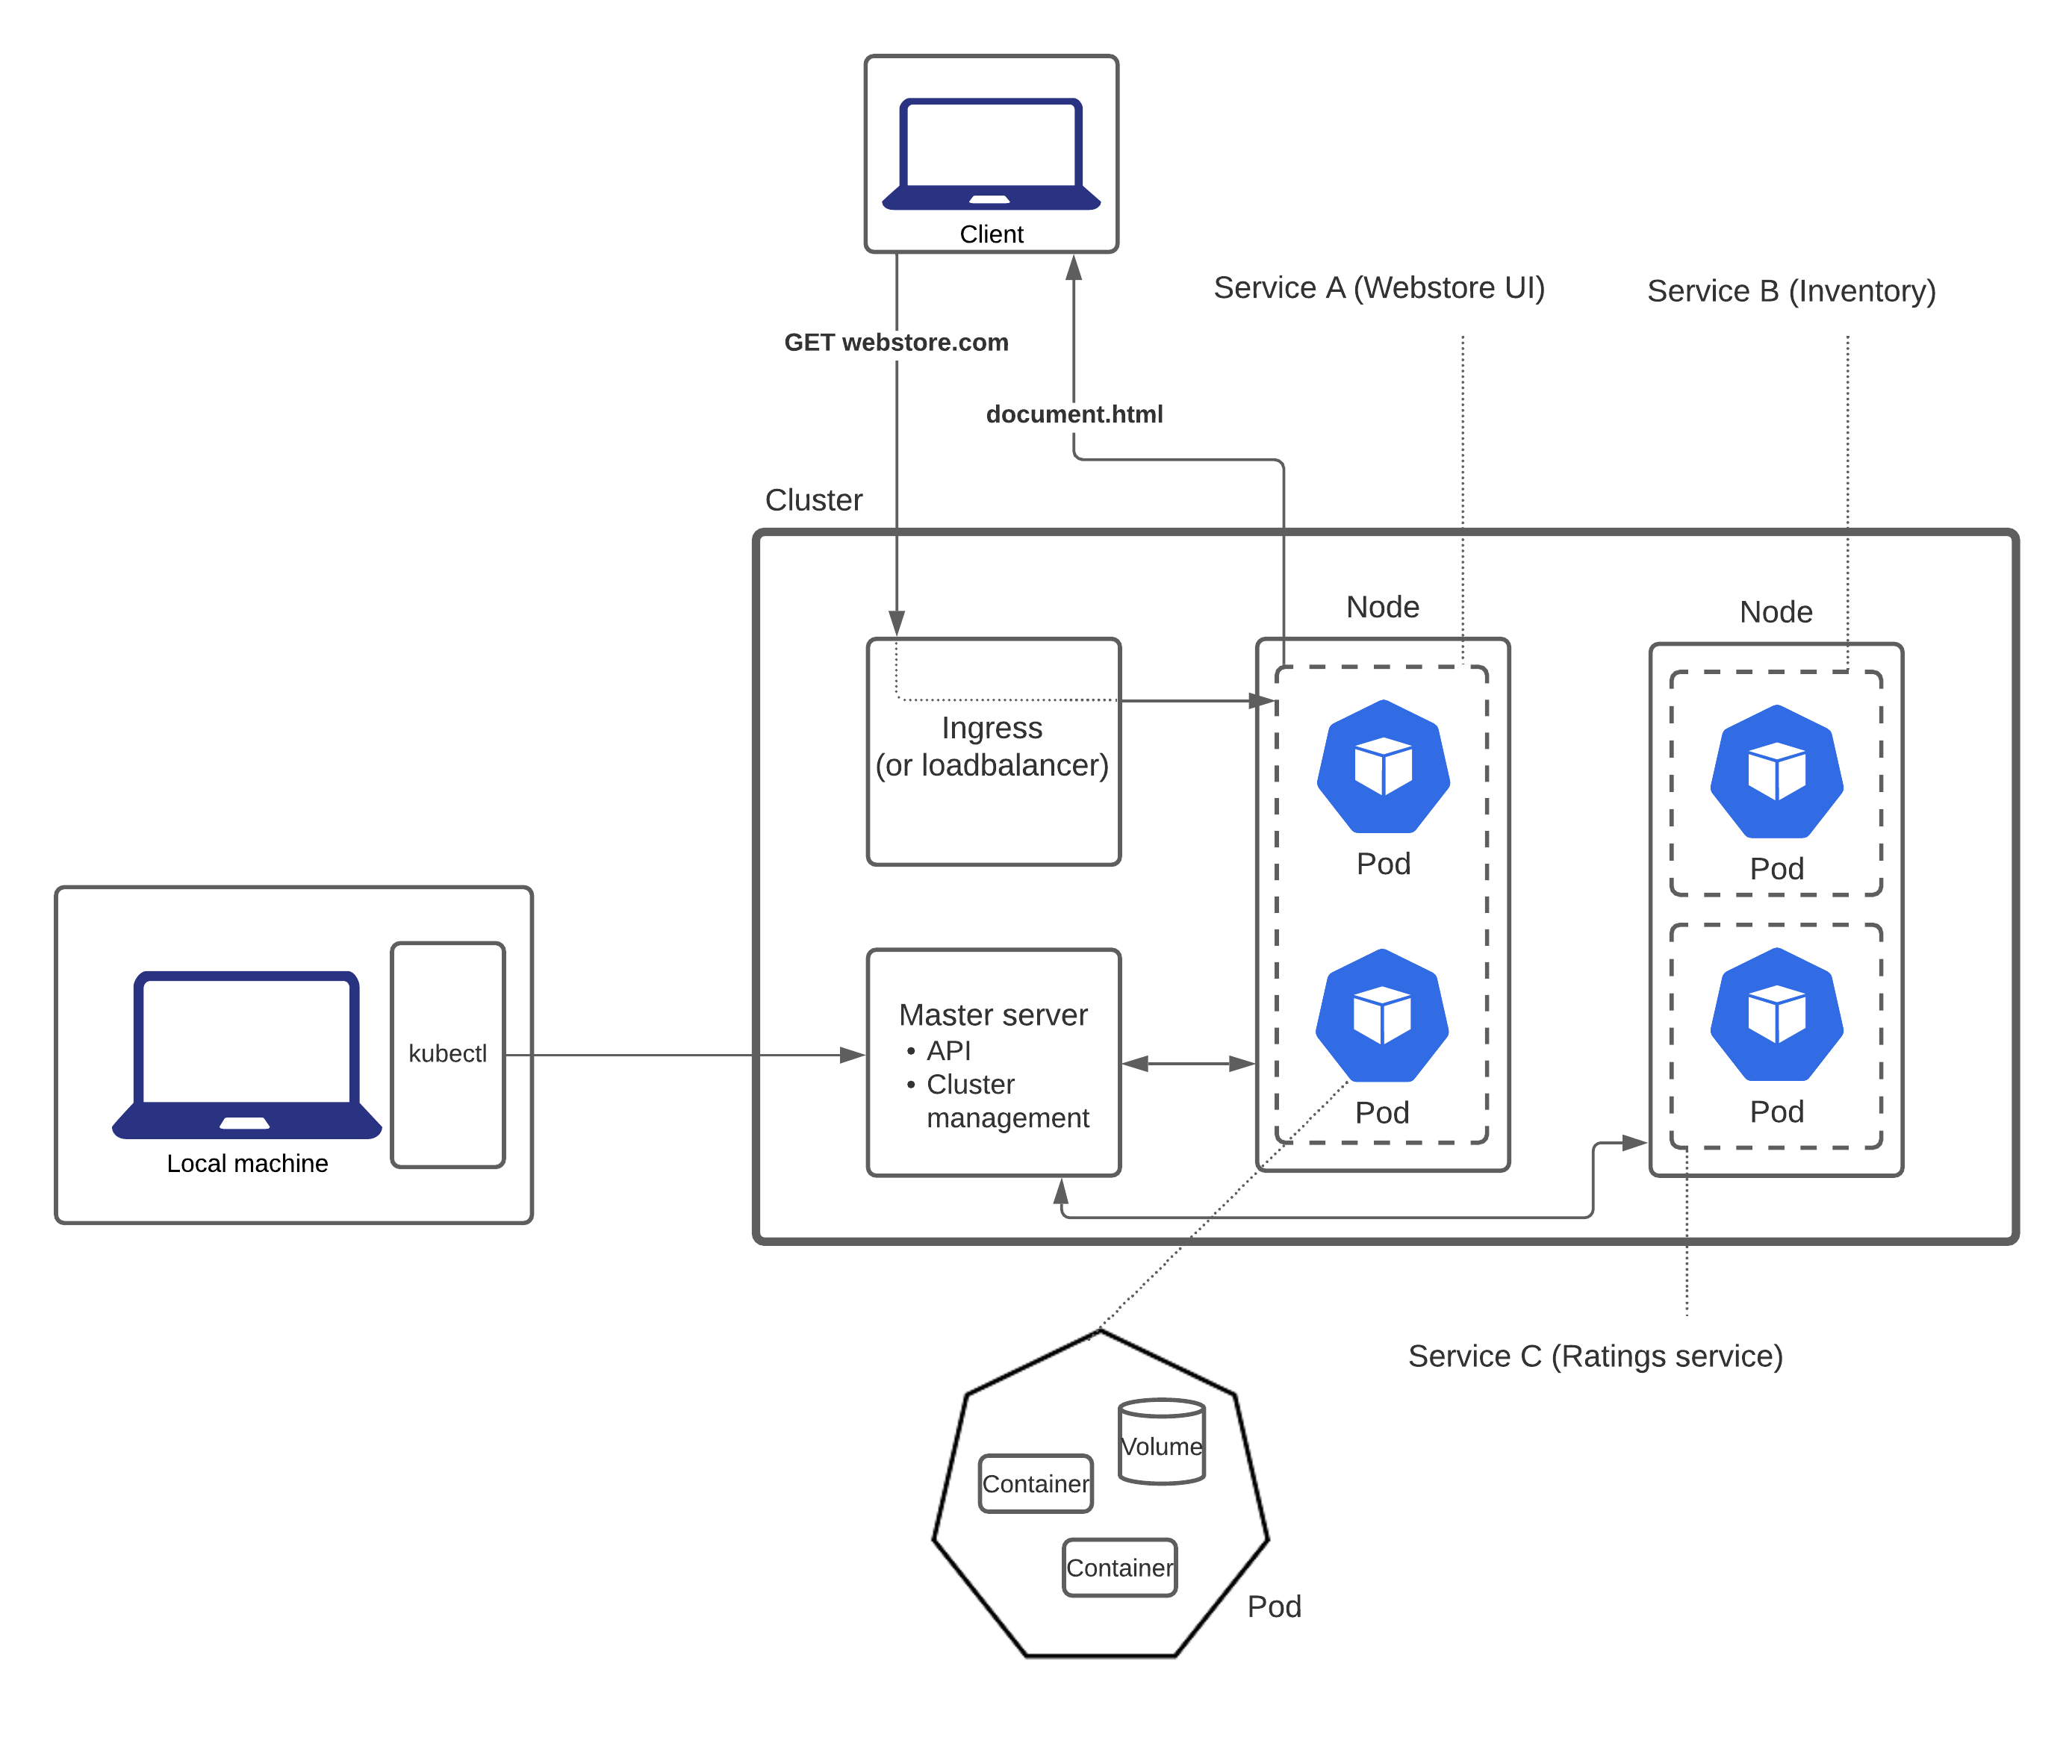 Client
Service A (Webstore UI)
Service B (Inventory)
GET webstore.com
document.html
Cluster
Node
Node
Ingress
(or loadbalancer)
Pod
Pod
Master server
• API
• Cluster
management
kubectl
Local machine
Pod
Pod
Service C (Ratings service)
Volume
Container
Container
Pod